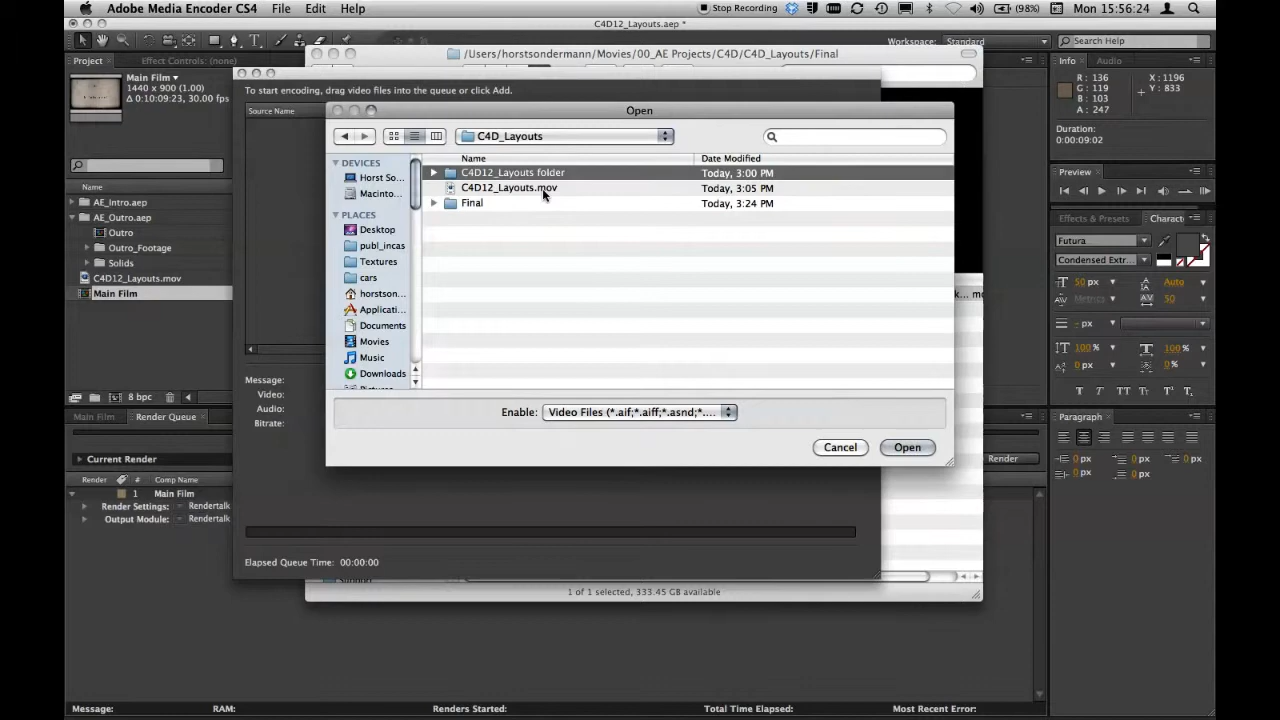 Adobe Media Encoder CS4 File Edit Help Stop Recording (98%) Mon 15:56:24
C4D12_Layouts.aep *
Workspace: Standard Search Help
/Users/horstsondermann/Movies/00_AE Projects/C4D/C4D_Layouts/Final
Project Effect Controls: (none)
Main Film
1440 x 900 (1.00)
Δ 0:10:09:23, 30.00 fps
Name
AE_Intro.aep
AE_Outro.aep
Outro
Outro_Footage
Solids
C4D12_Layouts.mov
Main Film
8 bpc
To start encoding, drag video files into the queue or click Add.
Source Name
Open
C4D_Layouts
DEVICES
Horst So...
Macinto...
PLACES
Desktop
publ_incas
Textures
cars
horstson...
Applicati...
Documents
Movies
Music
Downloads
Name Date Modified
C4D12_Layouts folder Today, 3:00 PM
C4D12_Layouts.mov Today, 3:05 PM
Final Today, 3:24 PM
Enable: Video Files (*.aif;*.aiff;*.asnd;*....
Cancel Open
Message:
Video:
Audio:
Bitrate:
Elapsed Queue Time: 00:00:00
1 of 1 selected, 333.45 GB available
Info Audio
R : 136 X : 1196
G : 119 Y : 833
B : 103
A : 247
Duration:
0:00:09:02
Preview
Effects & Presets Charact
Futura
Condensed Extr...
50 px Auto
Metrics 50
- px
100 % 100 %
0 px 0 %
T T TT Tt T' T,
Paragraph
0 px 0 px 0 px
0 px 0 px
Main Film Render Queue
Current Render Render
Render # Comp Name
1 Main Film
Render Settings: Rendertalk
Output Module: Rendertalk
Message: RAM: Renders Started: Total Time Elapsed: Most Recent Error: